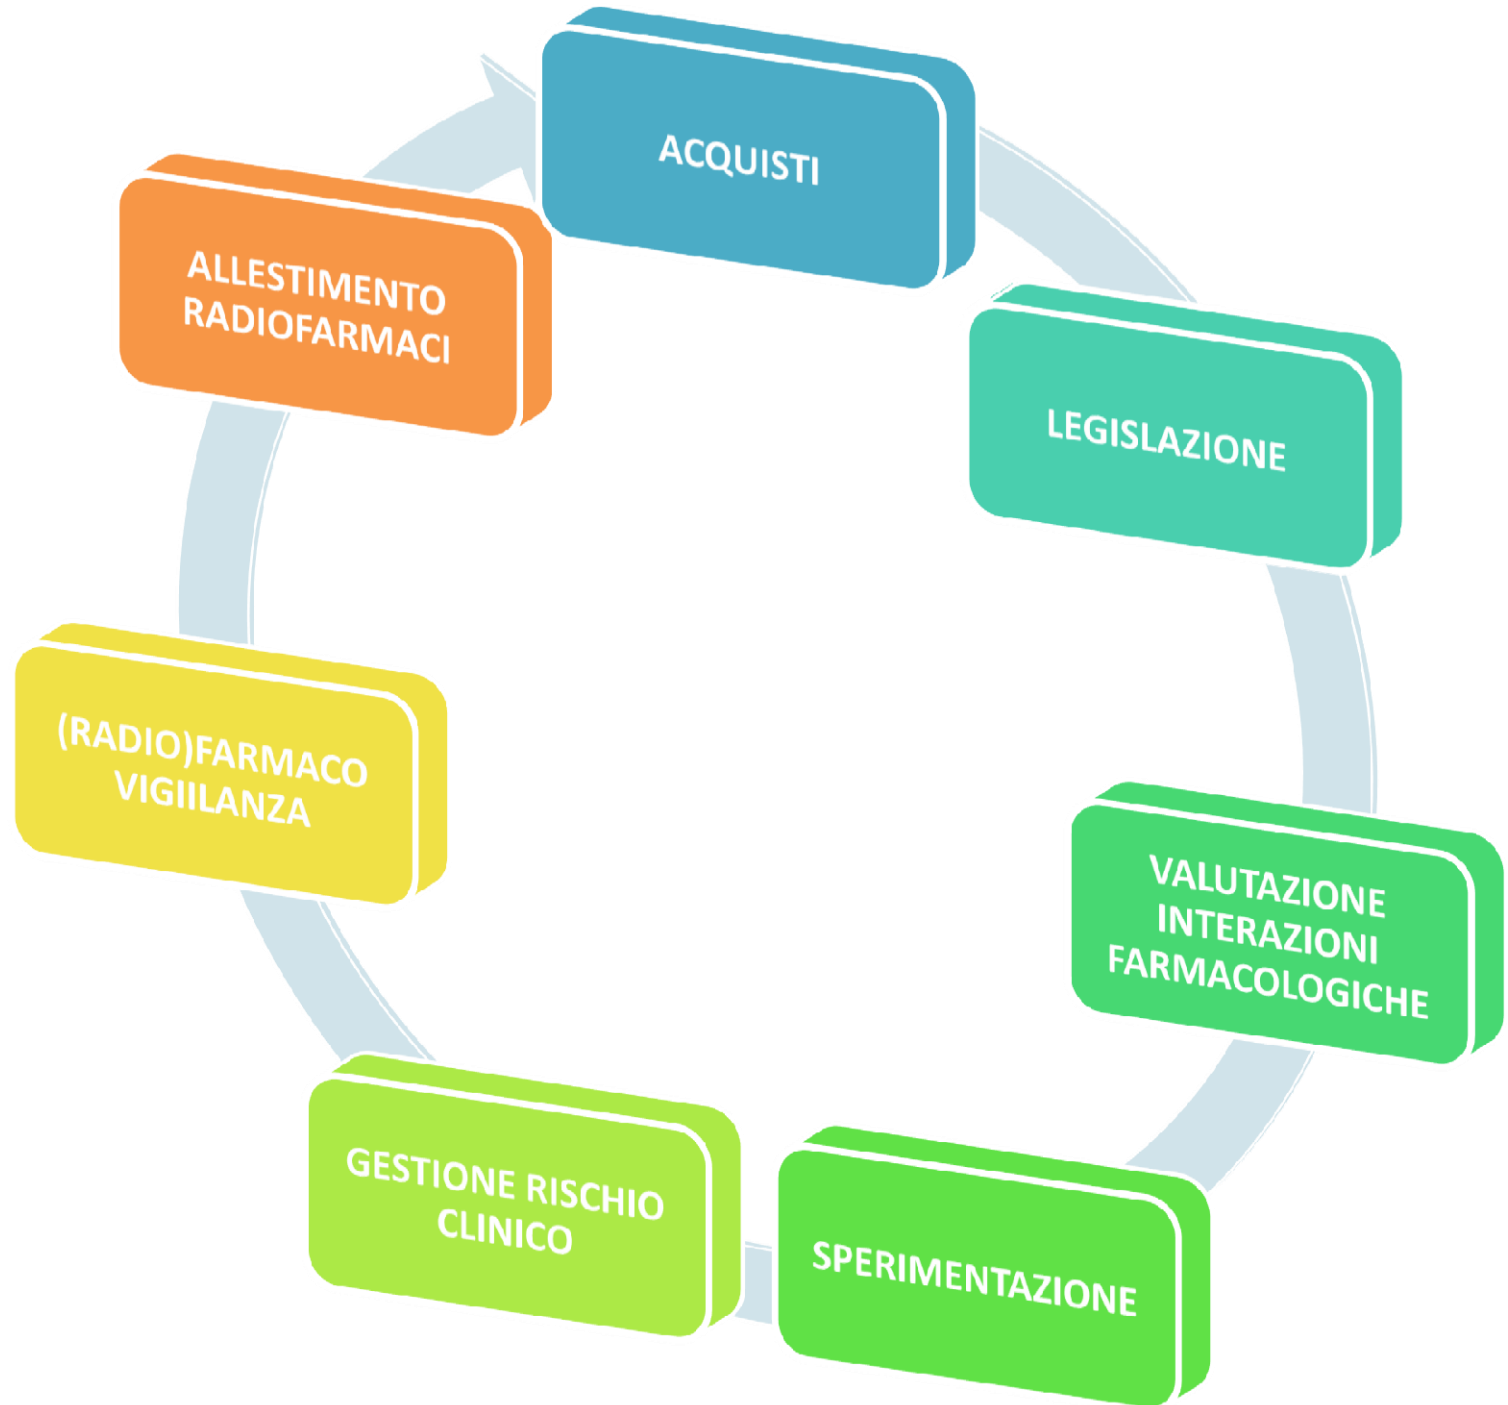 ACQUISTI
LEGISLAZIONE
VALUTAZIONE
INTERAZIONI
FARMACOLOGICHE
SPERIMENTAZIONE
GESTIONE RISCHIO
CLINICO
(RADIO)FARMACO
VIGIILANZA
ALLESTIMENTO
RADIOFARMACI